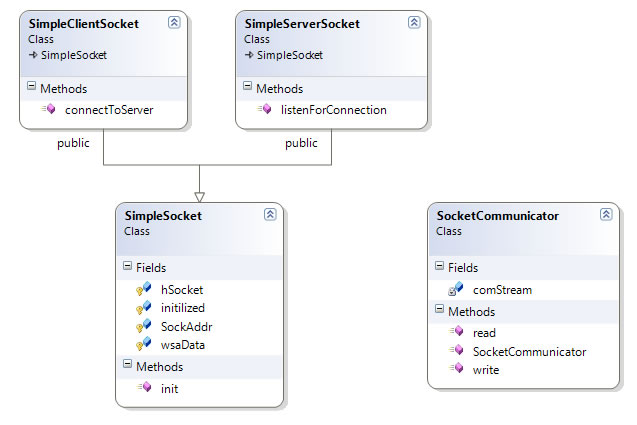 SimpleClientSocket
Class
SimpleSocket
Methods
connectToServer
SimpleServerSocket
Class
SimpleSocket
Methods
listenForConnection
public
public
SimpleSocket
Class
Fields
hSocket
initilized
SockAddr
wsaData
Methods
init
SocketCommunicator
Class
Fields
comStream
Methods
read
SocketCommunicator
write